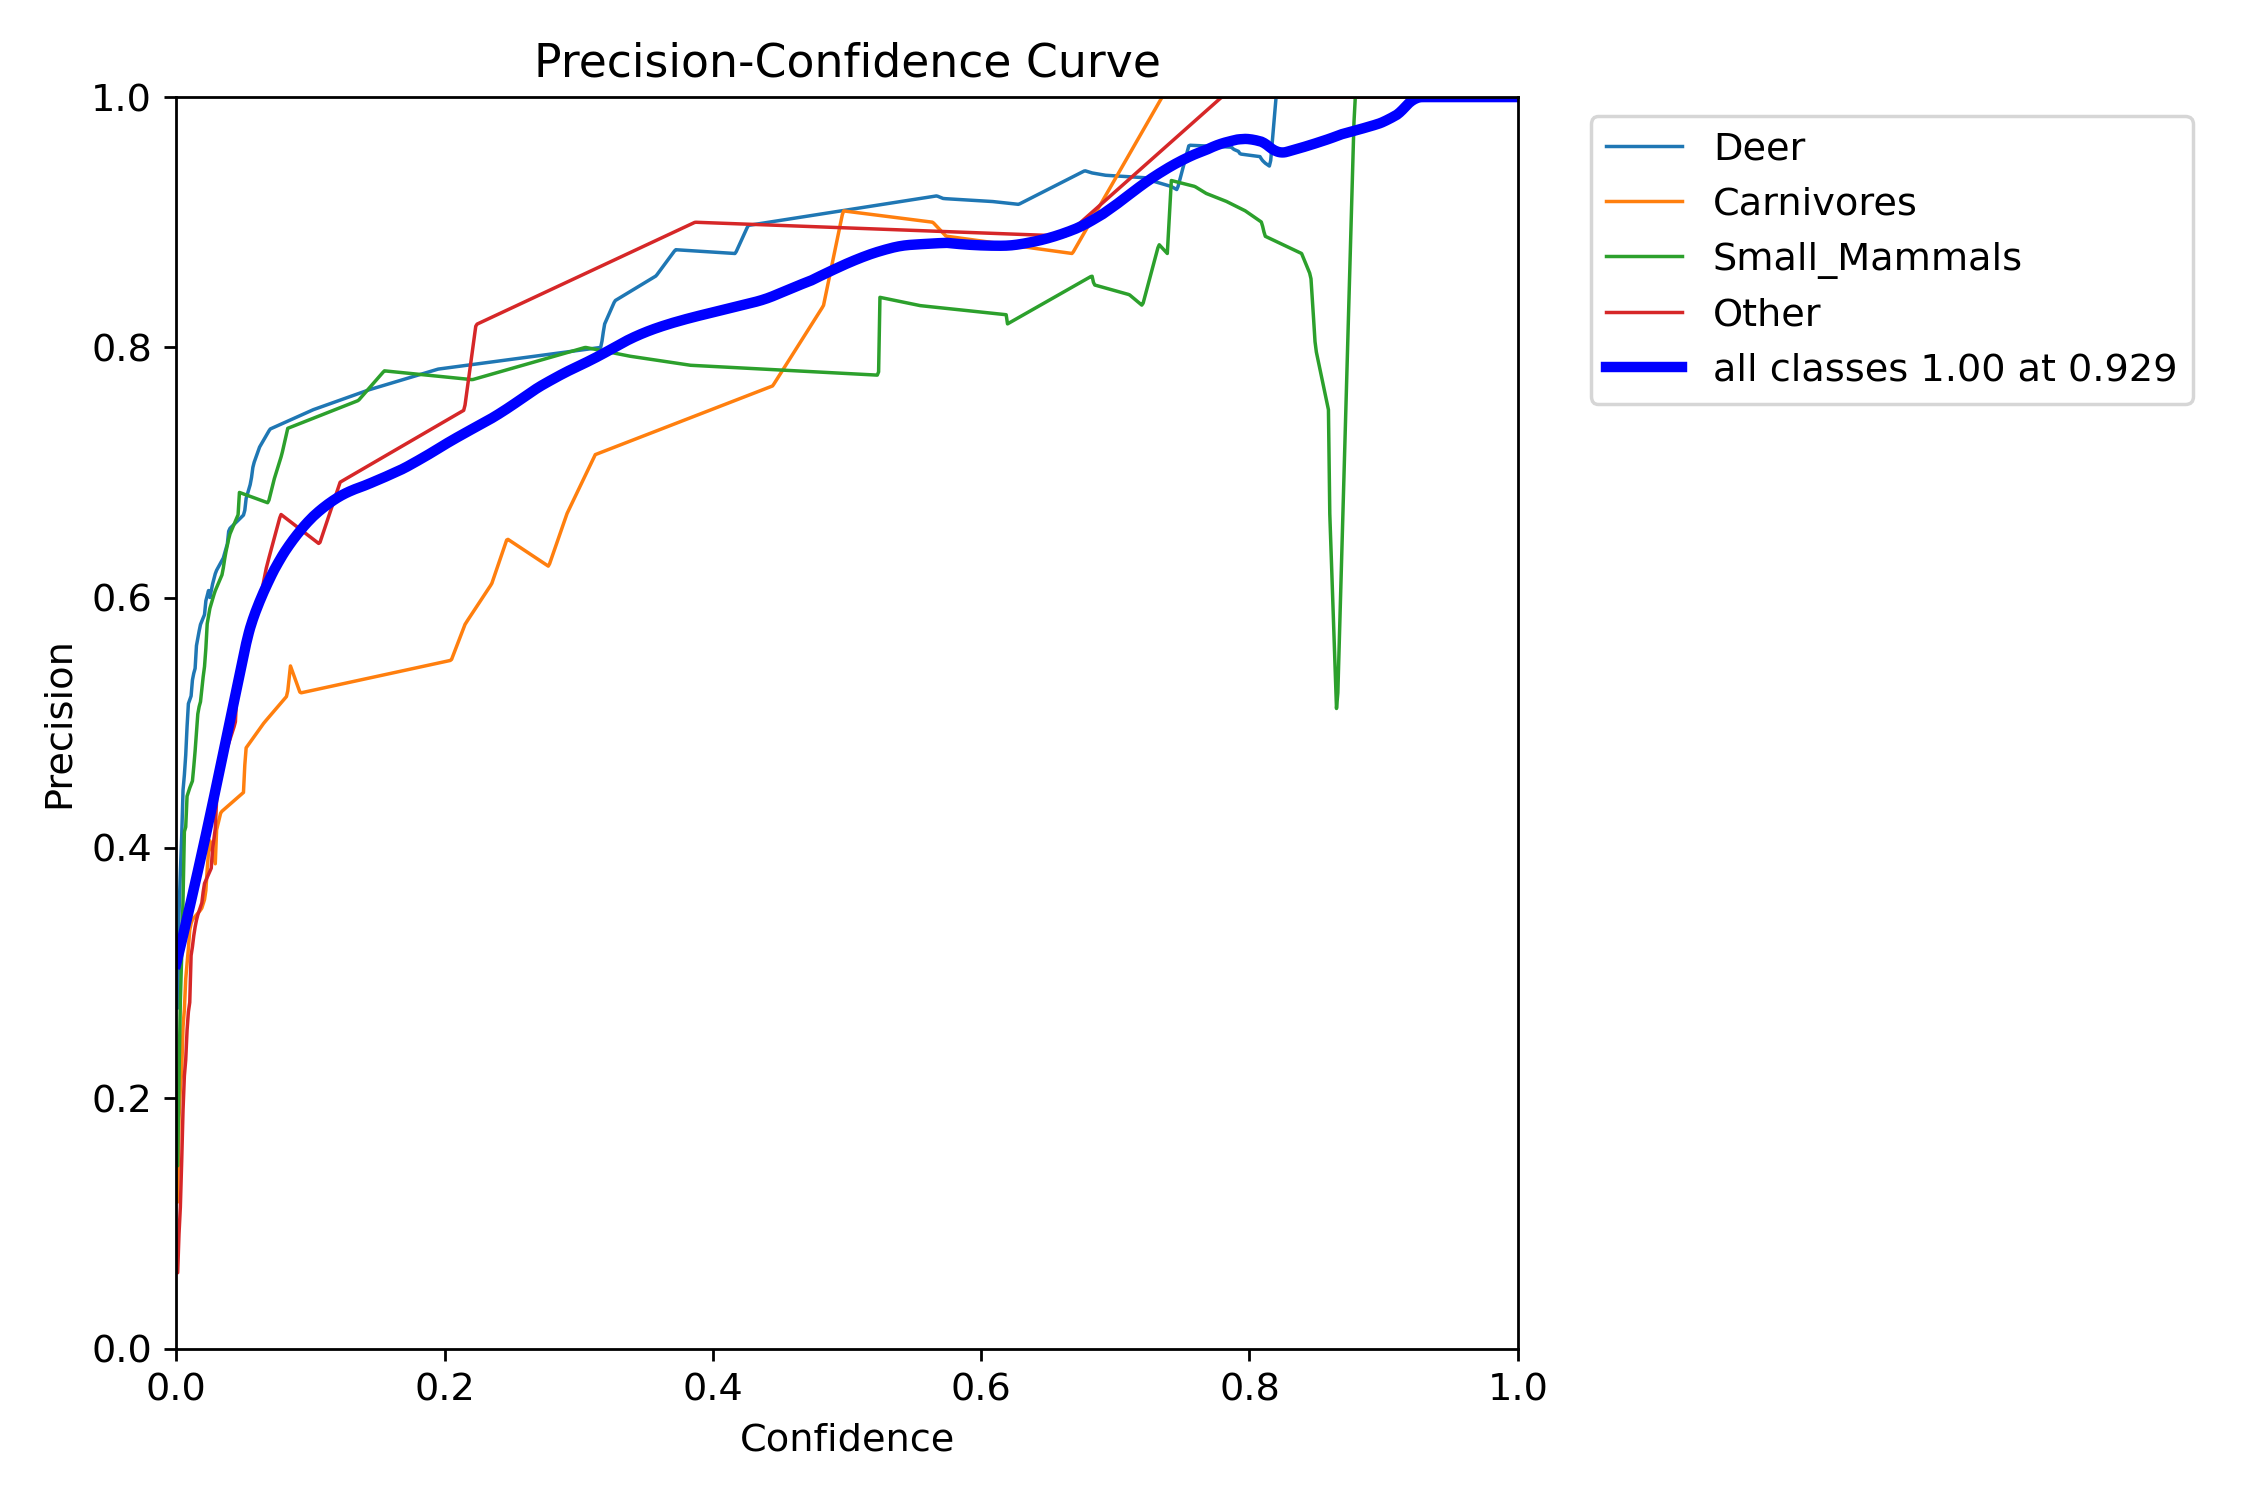 Precision-Confidence Curve
1.0
0.8
0.6
0.4
0.2
0.0
Precision
0.0 0.2 0.4 0.6 0.8 1.0
Confidence
Deer
Carnivores
Small_Mammals
Other
all classes 1.00 at 0.929